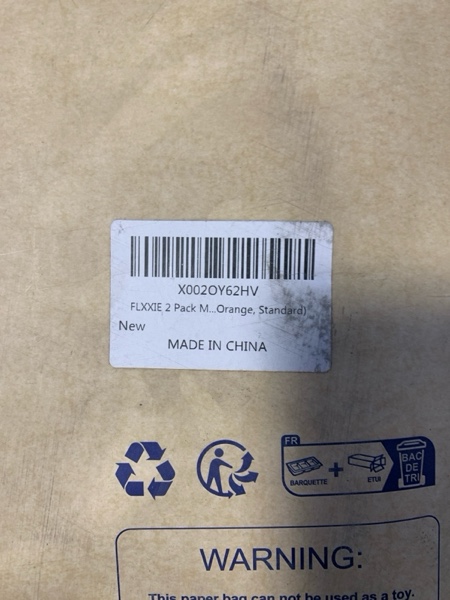 X002OY62HV
FLXXIE 2 Pack M...Orange, Standard)
New
MADE IN CHINA
FR
BARQUETTE
+
ETUI
BAC
DE
TRI
WARNING:
This paper bag can not be used as a toy.